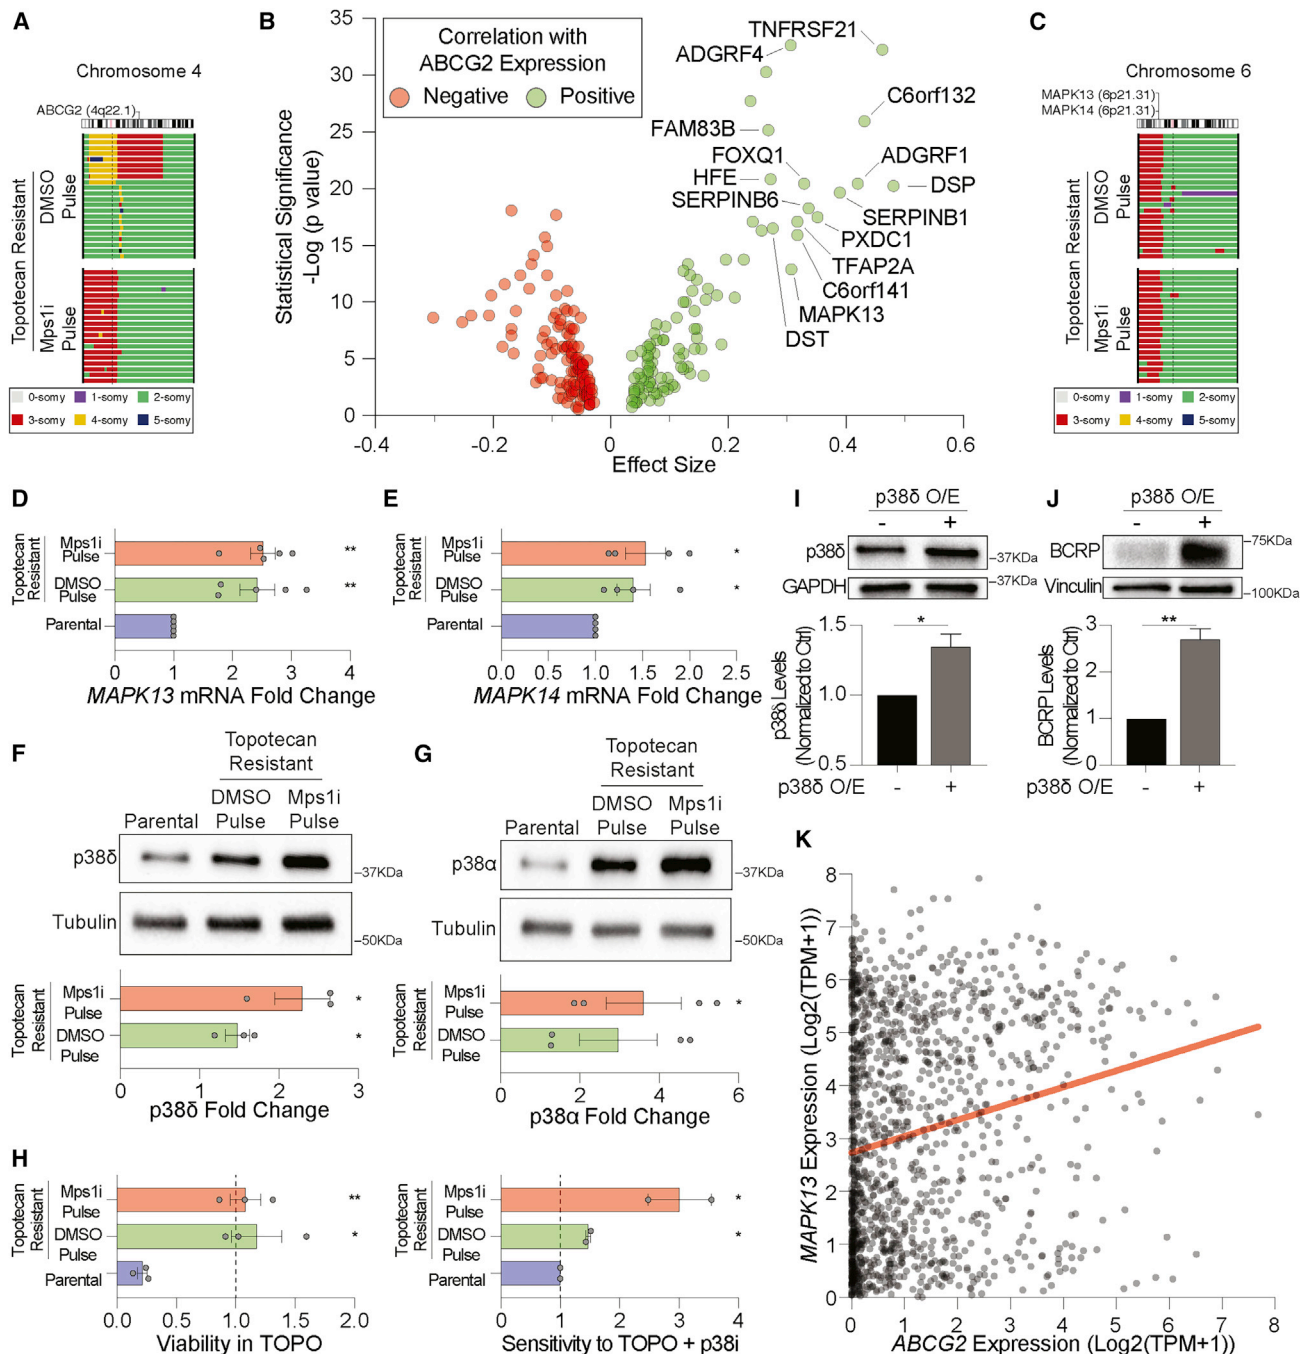 A
Chromosome 4
ABCG2 (4q22.1)
Topotecan Resistant
DMSO
Pulse
Mps1i
Pulse
0-somy 1-somy 2-somy
3-somy 4-somy 5-somy
B
Correlation with
ABCG2 Expression
Negative Positive
Statistical Significance
-Log (p value)
35
30
25
20
15
10
5
0
-0.4 -0.2 0 0.2 0.4 0.6
Effect Size
TNFRSF21
ADGRF4
C6orf132
FAM83B
FOXQ1
ADGRF1
HFE
DSP
SERPINB6
SERPINB1
PXDC1
TFAP2A
C6orf141
MAPK13
DST
C
Chromosome 6
MAPK13 (6p21.31)
MAPK14 (6p21.31)
Topotecan Resistant
DMSO
Pulse
Mps1i
Pulse
0-somy 1-somy 2-somy
3-somy 4-somy 5-somy
D
Topotecan
Resistant
Mps1i
Pulse
**
DMSO
Pulse
**
Parental
0 1 2 3 4
MAPK13 mRNA Fold Change
E
Topotecan
Resistant
Mps1i
Pulse
*
DMSO
Pulse
*
Parental
0.0 0.5 1.0 1.5 2.0 2.5
MAPK14 mRNA Fold Change
F
Topotecan
Resistant
DMSO Mps1i
Parental Pulse Pulse
p38δ
–37KDa
Tubulin
–50KDa
Topotecan
Resistant
Mps1i
Pulse
*
DMSO
Pulse
*
0 1 2 3
p38δ Fold Change
G
Topotecan
Resistant
DMSO Mps1i
Parental Pulse Pulse
p38α
–37KDa
Tubulin
–50KDa
Topotecan
Resistant
Mps1i
Pulse
*
DMSO
Pulse
0 2 4 6
p38α Fold Change
H
Topotecan
Resistant
Mps1i
Pulse
**
DMSO
Pulse
*
Parental
0.0 0.5 1.0 1.5 2.0
Viability in TOPO
Topotecan
Resistant
Mps1i
Pulse
*
DMSO
Pulse
*
Parental
0 1 2 3 4
Sensitivity to TOPO + p38i
I
p38δ O/E
- +
p38δ
–37KDa
GAPDH
–37KDa
p38δ Levels
(Normalized to Ctrl)
1.5
1.0
0.5
*
p38δ O/E - +
J
p38δ O/E
- +
BCRP
–75KDa
Vinculin
–100KDa
BCRP Levels
(Normalized to Ctrl)
3
2
1
0
**
p38δ O/E - +
K
MAPK13 Expression (Log2(TPM+1))
8
7
6
5
4
3
2
1
0
0 1 2 3 4 5 6 7 8
ABCG2 Expression (Log2(TPM+1))